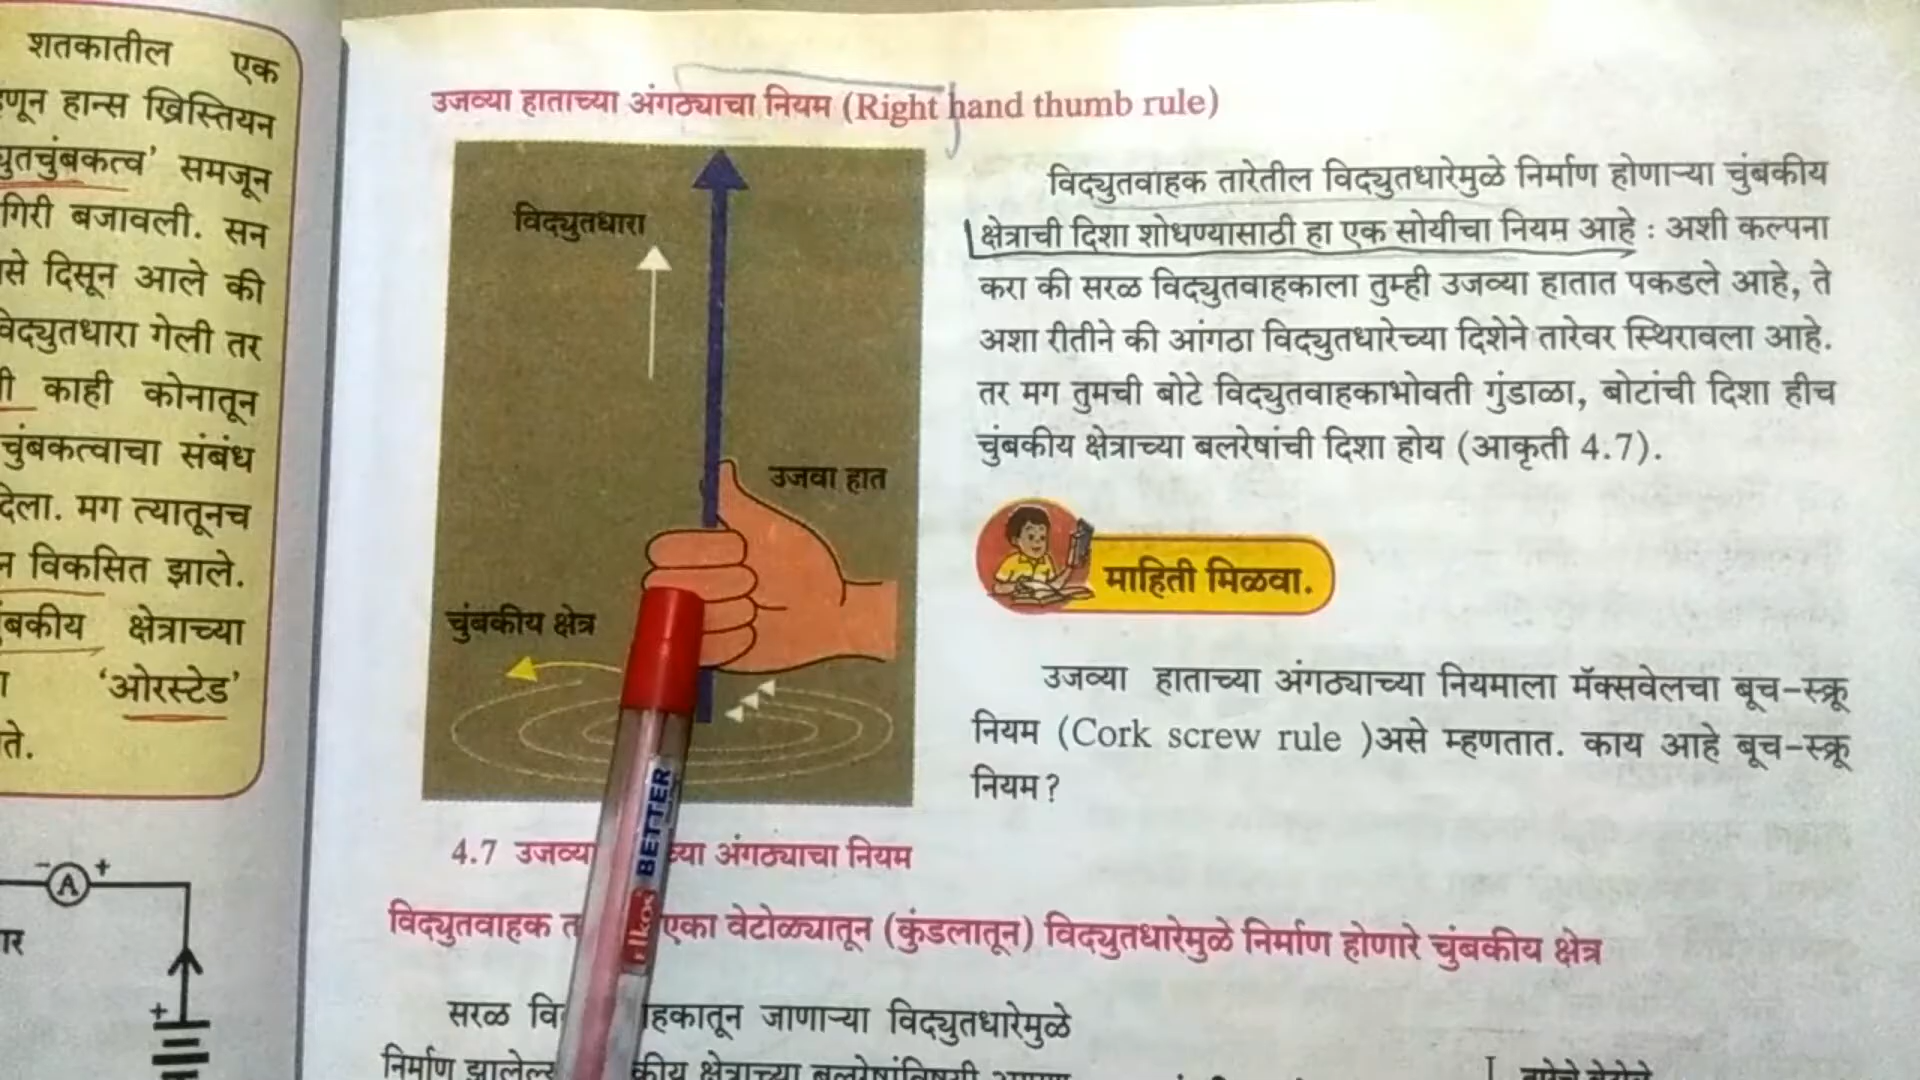 शतकातील एक
हान्स ख्रिस्तियन
समजून
गिरी बजावली. सन
से दिसून आले की
विद्युतधारा गेली तर
काही कोनातून
चुंबकत्वाचा संबंध
दिला. मग त्यातूनच
विकसित झाले.
क्षेत्राच्या
‘ओरस्टेड’
ते.
- A +
+
उजव्या हाताच्या अंगठ्याचा नियम (Right hand thumb rule)
विद्युतधारा
उजवा हात
चुंबकीय क्षेत्र
4.7 उजव्या अंगठ्याचा नियम
विद्युतवाहक तारेतील विद्युतधारेमुळे निर्माण होणाऱ्या चुंबकीय
क्षेत्राची दिशा शोधण्यासाठी हा एक सोयीचा नियम आहे : अशी कल्पना
करा की सरळ विद्युतवाहकाला तुम्ही उजव्या हातात पकडले आहे, ते
अशा रीतीने की आंगठा विद्युतधारेच्या दिशेने तारेवर स्थिरावला आहे.
तर मग तुमची बोटे विद्युतवाहकाभोवती गुंडाळा, बोटांची दिशा हीच
चुंबकीय क्षेत्राच्या बलरेषांची दिशा होय (आकृती 4.7).
माहिती मिळवा.
उजव्या हाताच्या अंगठ्याच्या नियमाला मॅक्सवेलचा बूच-स्क्रू
नियम (Cork screw rule )असे म्हणतात. काय आहे बूच-स्क्रू
नियम?
BETTER
विद्युतवाहक एका वेटोळ्यातून (कुंडलातून) विद्युतधारेमुळे निर्माण होणारे चुंबकीय क्षेत्र
सरळ जाणाऱ्या विद्युतधारेमुळे
निर्माण क्षेत्राच्या